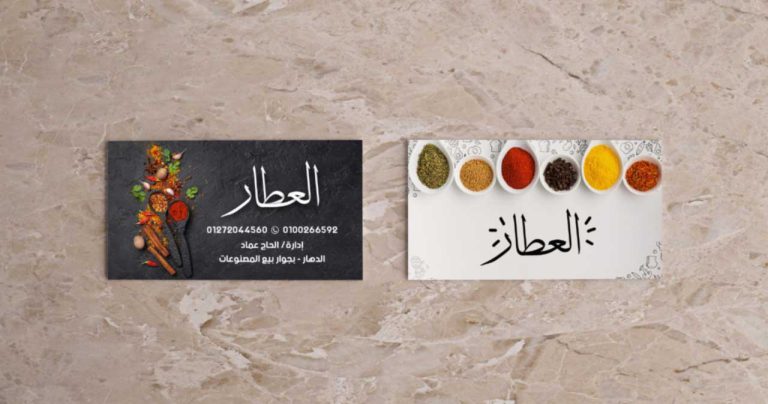 العطار
01272044560 0100266592
إدارة/ الحاج عماد
الدهار - بجوار بيع المصنوعات
العطار